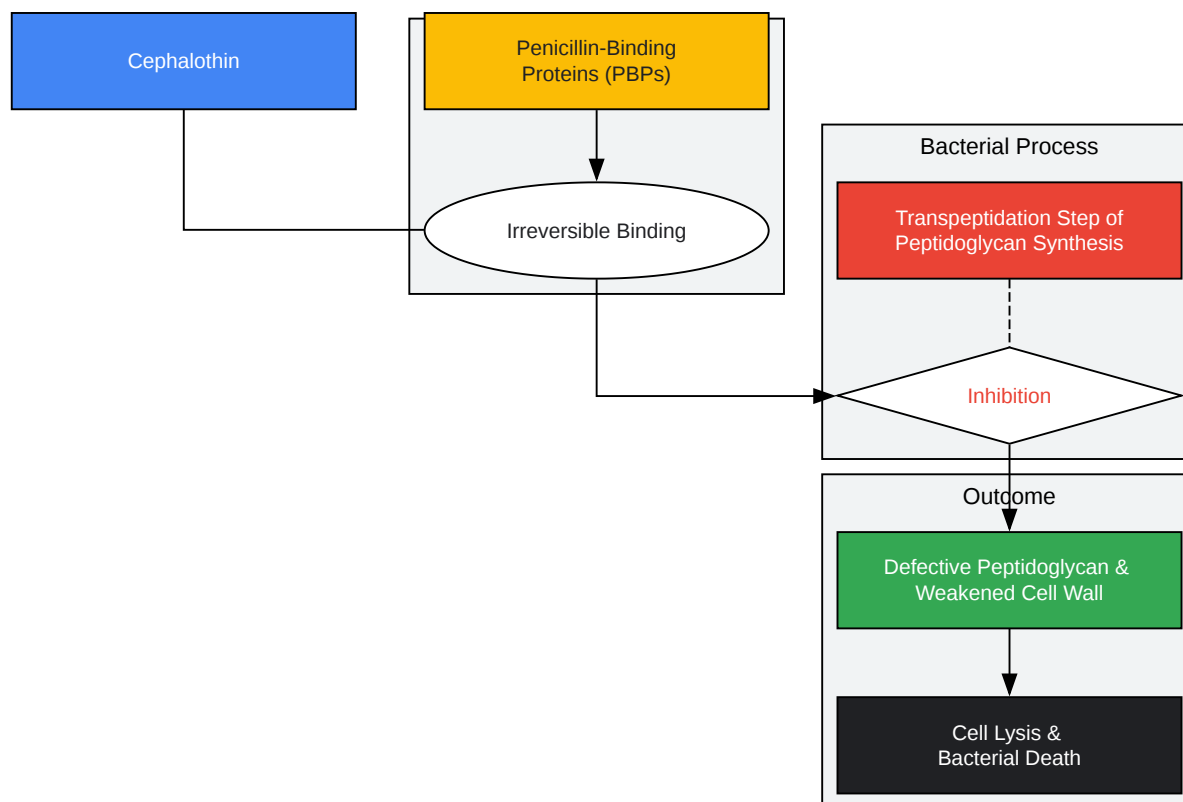 Cephalothin
Penicillin-Binding
Proteins (PBPs)
Irreversible Binding
Bacterial Process
Transpeptidation Step of
Peptidoglycan Synthesis
Inhibition
Outcome
Defective Peptidoglycan &
Weakened Cell Wall
Cell Lysis &
Bacterial Death